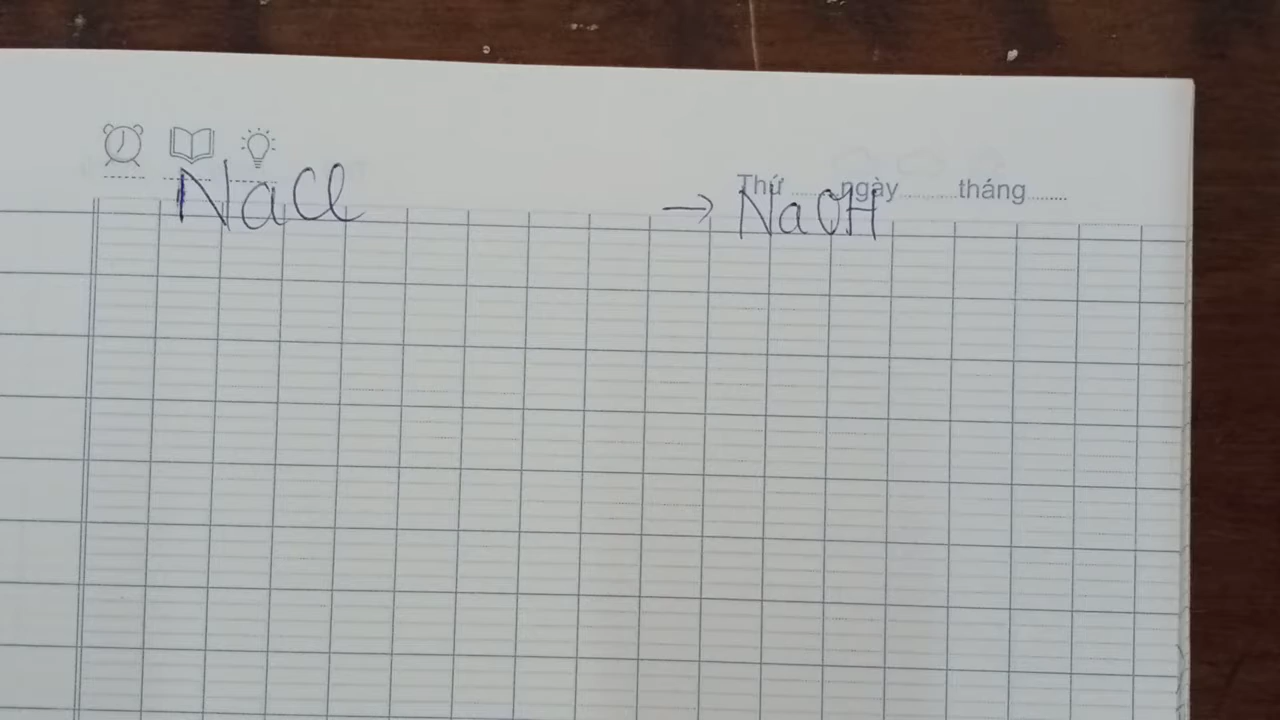 Thứ ........ ngày .......... tháng .......
NaCl → NaOH